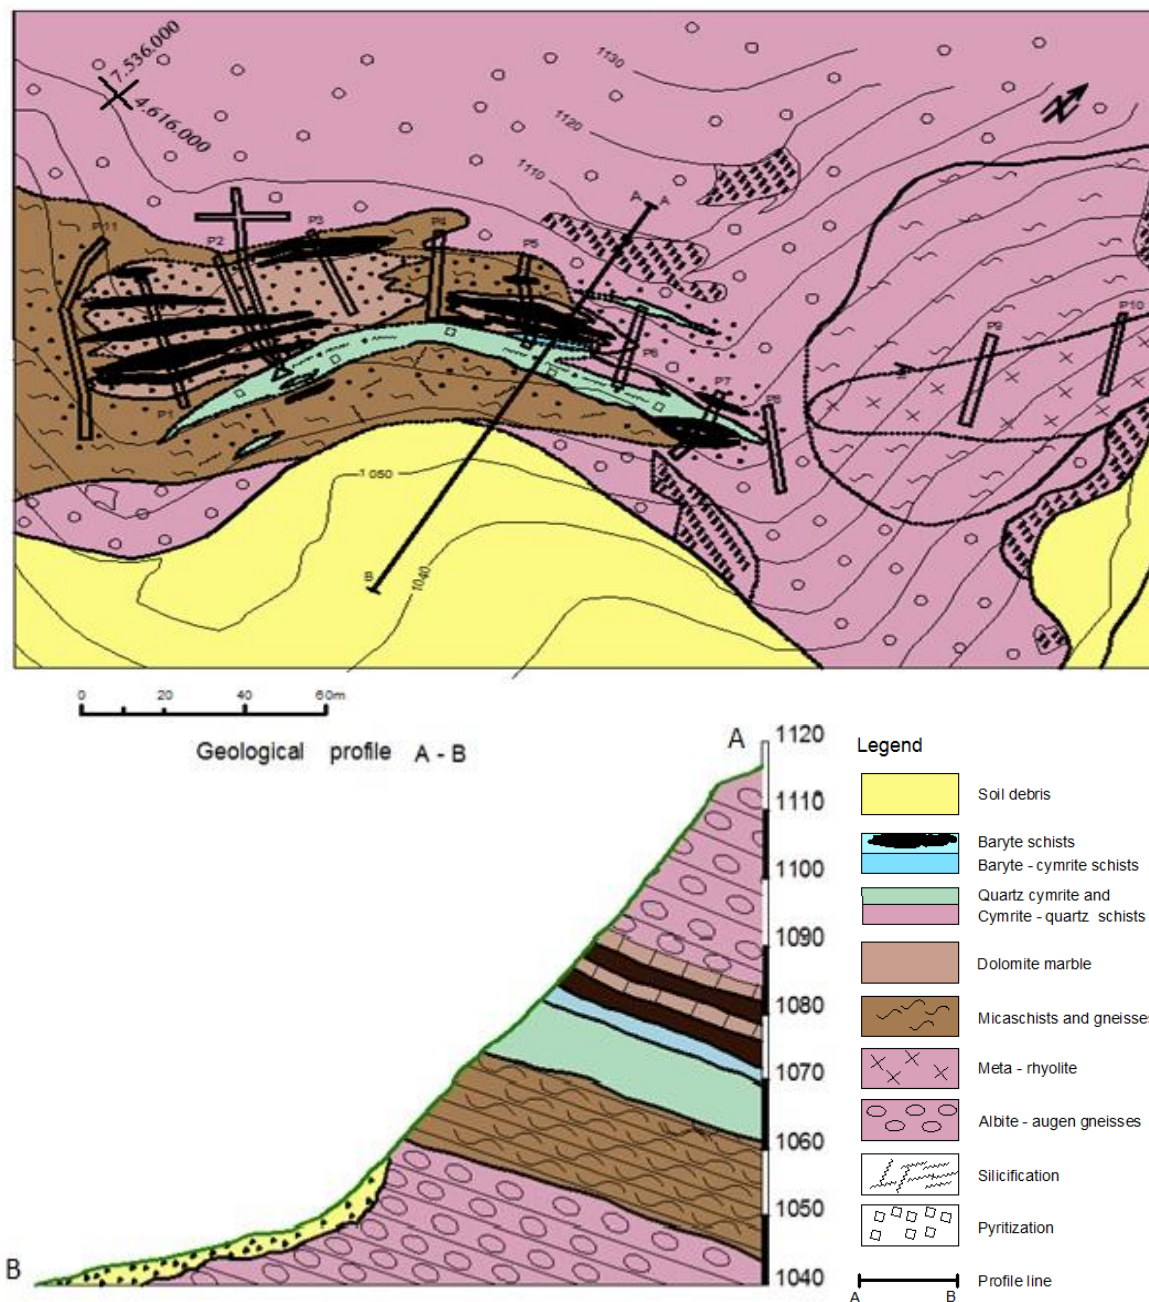 7.536.000
4.616.000
1130
1120
1110
A
A
P11
P2
P3
P4
P5
P6
P1
P7
P8
P9
P10
N
1 050
1040
B
0 20 40 60m
Geological profile A - B
A
B
1120
1110
1100
1090
1080
1070
1060
1050
1040
Legend
Soil debris
Baryte schists
Baryte - cymrite schists
Quartz cymrite and
Cymrite - quartz schists
Dolomite marble
Micaschists and gneisses
Meta - rhyolite
Albite - augen gneisses
Silicification
Pyritization
Profile line
A B